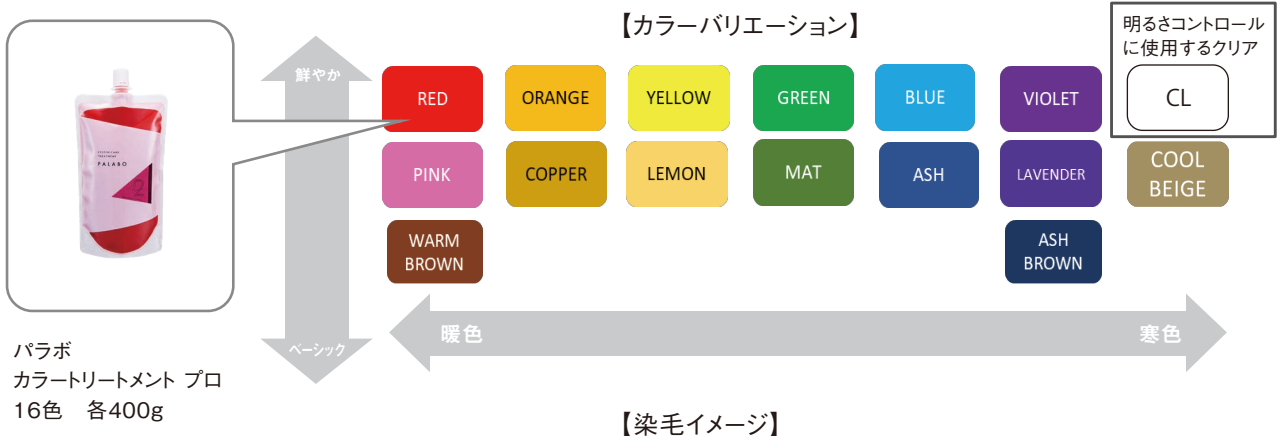 【カラーバリエーション】
明るさコントロール
に使用するクリア
鮮やか
RED
ORANGE
YELLOW
GREEN
BLUE
VIOLET
CL
PINK
COPPER
LEMON
MAT
ASH
LAVENDER
COOL
BEIGE
WARM
BROWN
ASH
BROWN
PALABO
暖色
寒色
ベーシック
パラボ
カラートリートメント プロ
16色 各400g
【染毛イメージ】